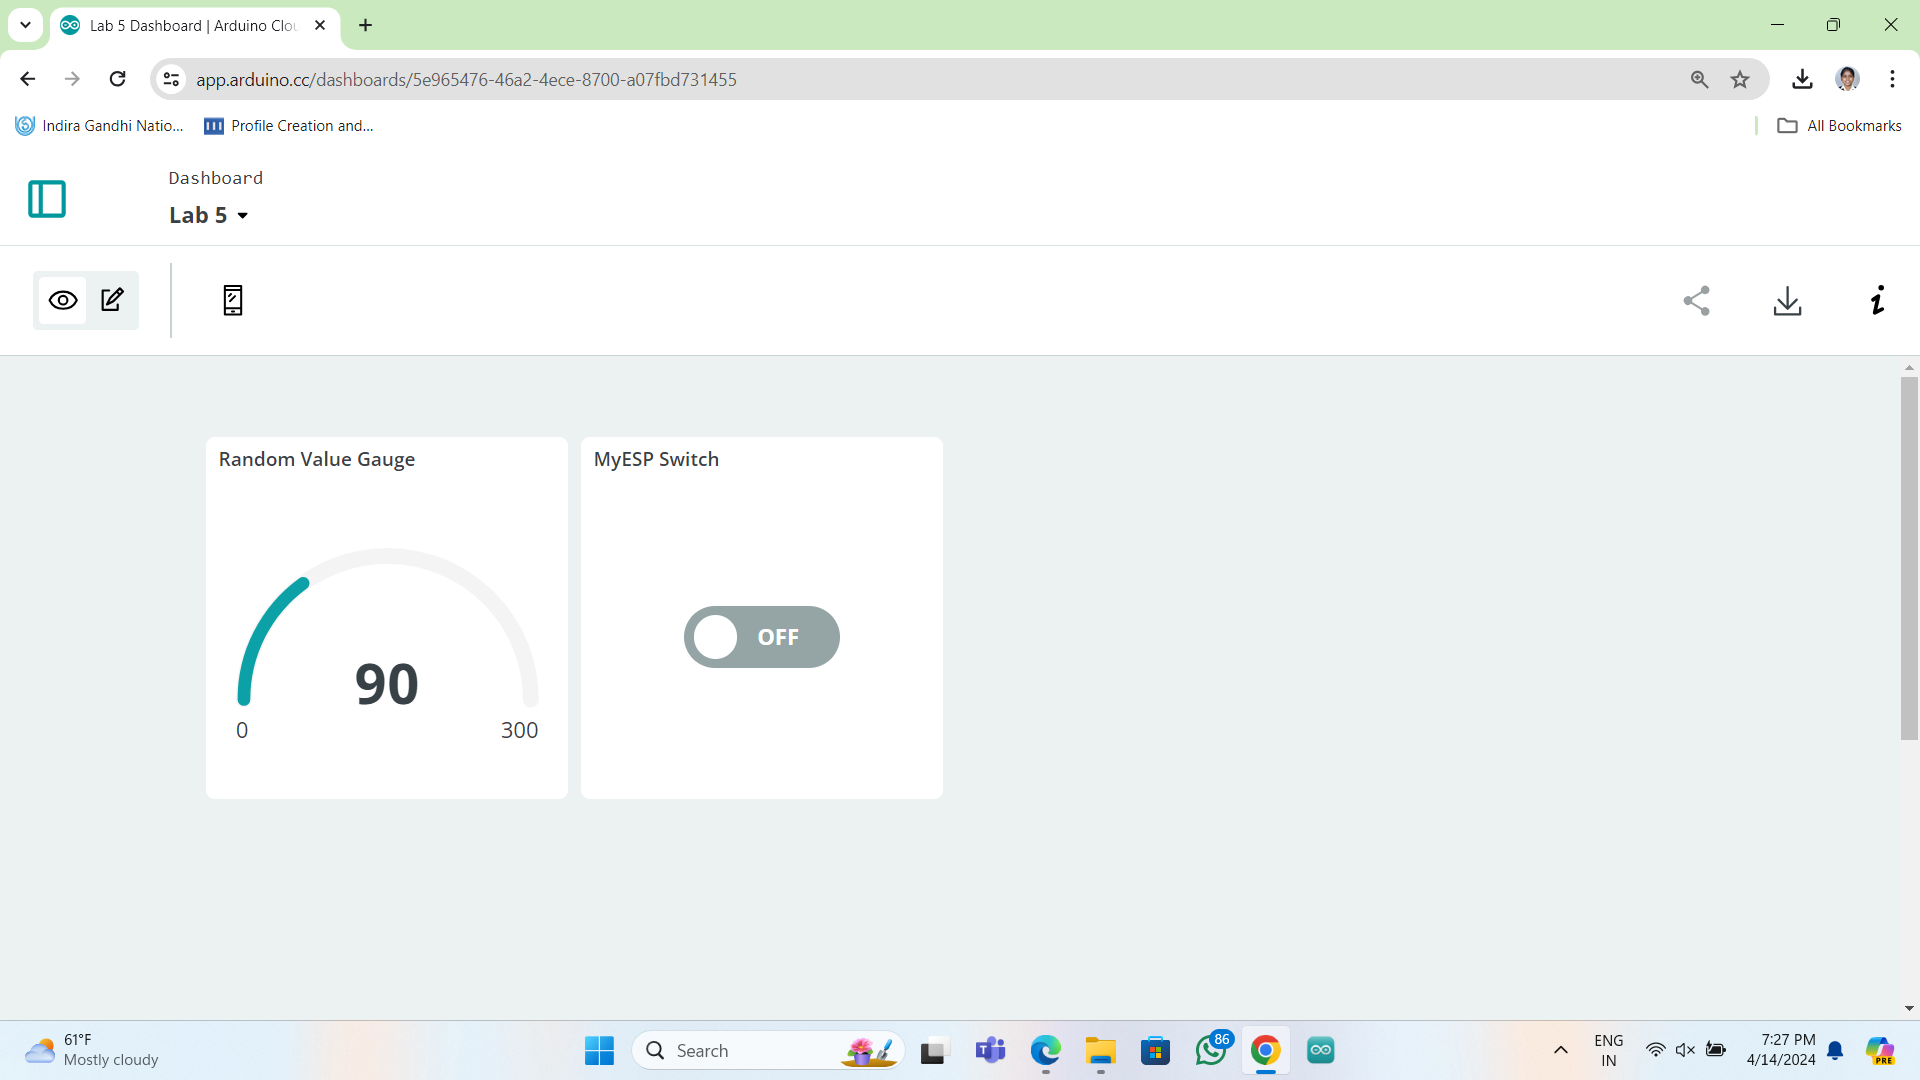 Lab 5 Dashboard | Arduino Clou
app.arduino.cc/dashboards/5e965476-46a2-4ece-8700-a07fbd731455
Indira Gandhi Natio...
Profile Creation and...
All Bookmarks
Dashboard
Lab 5
Random Value Gauge
90
0
300
MyESP Switch
OFF
61°F
Mostly cloudy
Search
86
ENG
IN
7:27 PM
4/14/2024
PRE